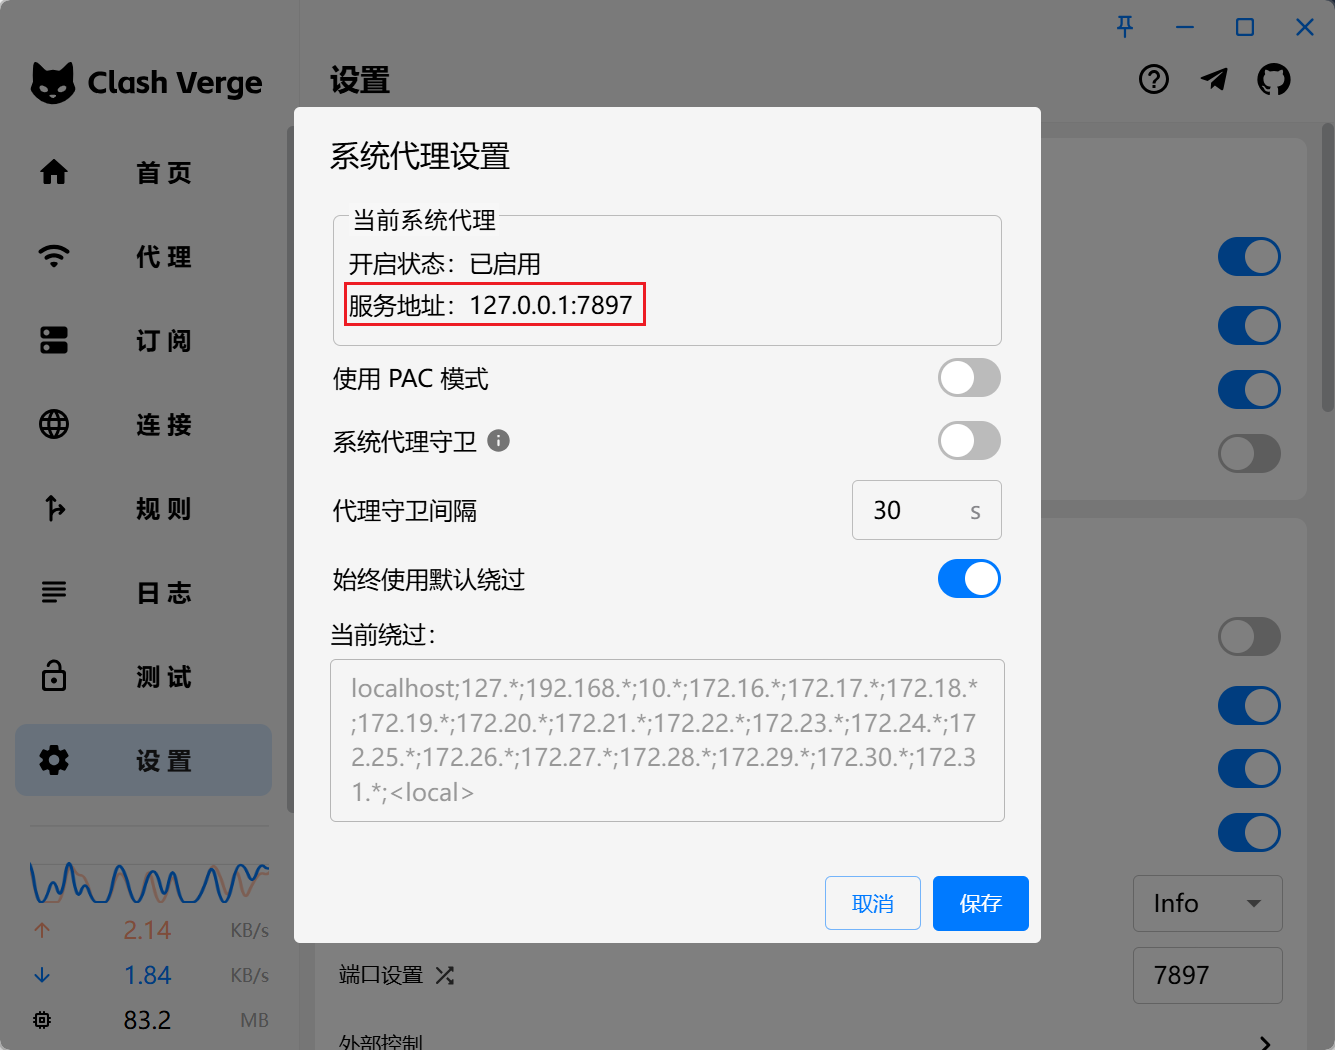 Clash Verge
设置
首页
代理
订阅
连接
规则
日志
测试
设置
2.14 KB/s
1.84 KB/s
83.2 MB
系统代理设置
当前系统代理
开启状态：已启用
服务地址：127.0.0.1:7897
使用 PAC 模式
系统代理守卫
代理守卫间隔
30 s
始终使用默认绕过
当前绕过：
localhost;127.*;192.168.*;10.*;172.16.*;172.17.*;172.18.*
;172.19.*;172.20.*;172.21.*;172.22.*;172.23.*;172.24.*;17
2.25.*;172.26.*;172.27.*;172.28.*;172.29.*;172.30.*;172.3
1.*;<local>
取消
保存
Info
端口设置
7897
外部控制